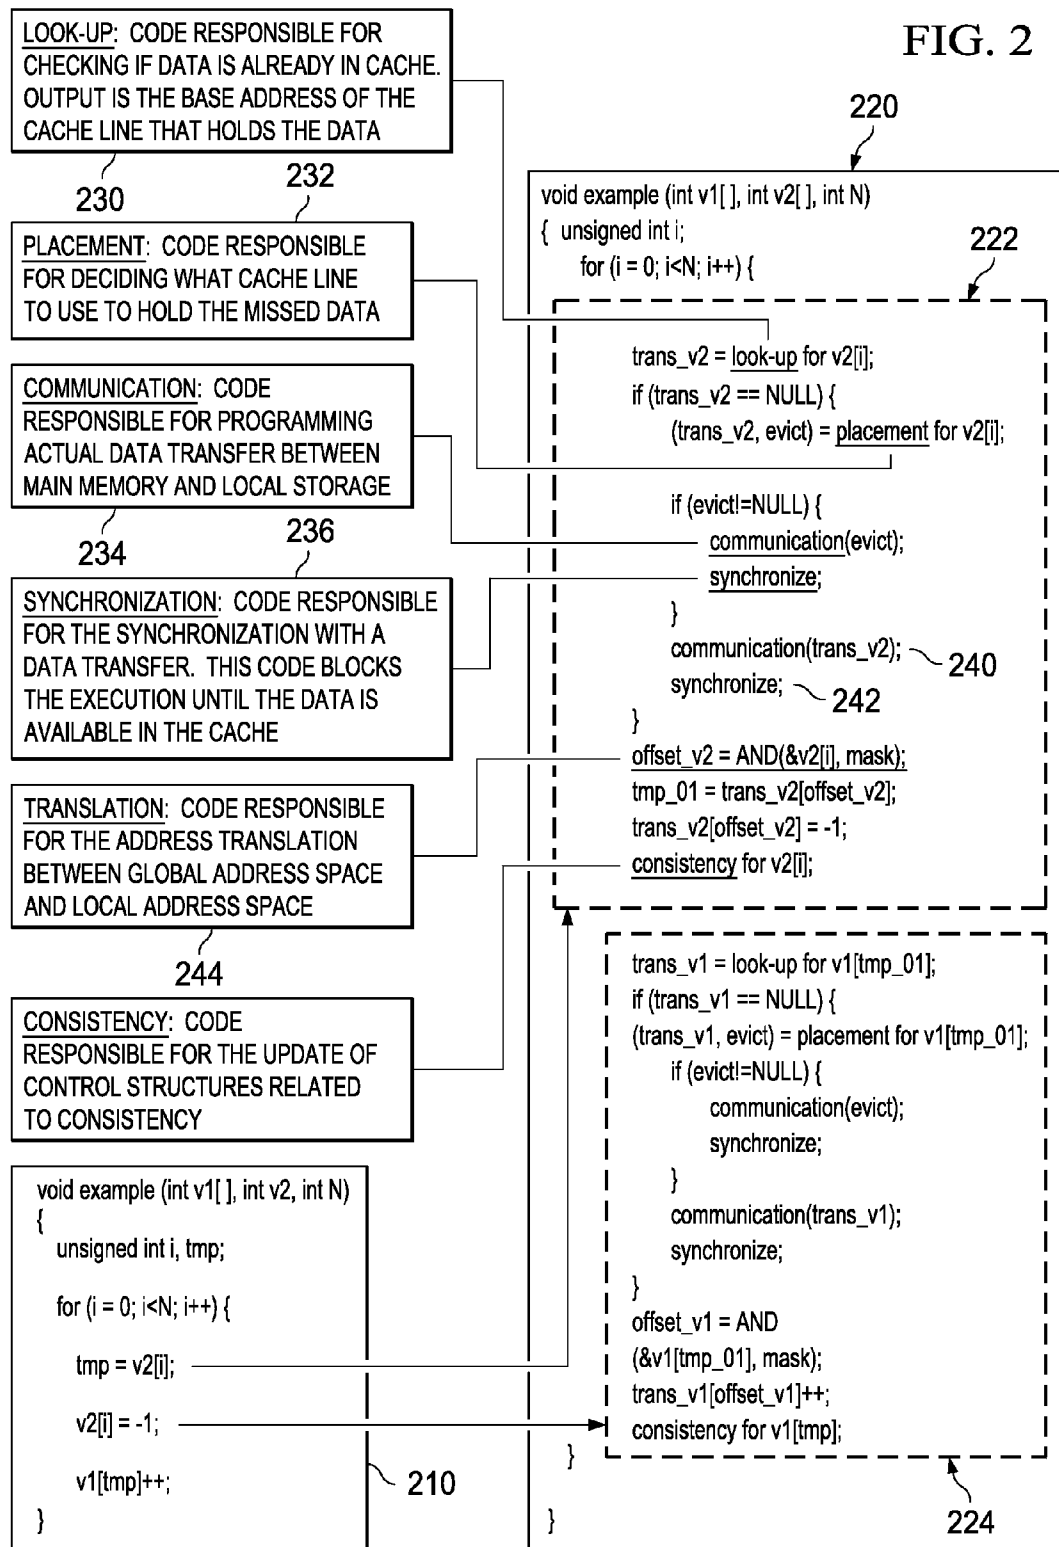 FIG. 2
LOOK-UP: CODE RESPONSIBLE FOR
CHECKING IF DATA IS ALREADY IN CACHE.
OUTPUT IS THE BASE ADDRESS OF THE
CACHE LINE THAT HOLDS THE DATA
230
232
PLACEMENT: CODE RESPONSIBLE
FOR DECIDING WHAT CACHE LINE
TO USE TO HOLD THE MISSED DATA
COMMUNICATION: CODE
RESPONSIBLE FOR PROGRAMMING
ACTUAL DATA TRANSFER BETWEEN
MAIN MEMORY AND LOCAL STORAGE
234
236
SYNCHRONIZATION: CODE RESPONSIBLE
FOR THE SYNCHRONIZATION WITH A
DATA TRANSFER. THIS CODE BLOCKS
THE EXECUTION UNTIL THE DATA IS
AVAILABLE IN THE CACHE
TRANSLATION: CODE RESPONSIBLE
FOR THE ADDRESS TRANSLATION
BETWEEN GLOBAL ADDRESS SPACE
AND LOCAL ADDRESS SPACE
244
CONSISTENCY: CODE
RESPONSIBLE FOR THE UPDATE OF
CONTROL STRUCTURES RELATED
TO CONSISTENCY
void example (int v1[ ], int v2, int N)
{
unsigned int i, tmp;
for (i = 0; i<N; i++) {
tmp = v2[i];
v2[i] = -1;
v1[tmp]++;
}
210
220
void example (int v1[ ], int v2[ ], int N)
{ unsigned int i;
for (i = 0; i<N; i++) {
222
trans_v2 = look-up for v2[i];
if (trans_v2 == NULL) {
(trans_v2, evict) = placement for v2[i];
if (evict!=NULL) {
communication(evict);
synchronize;
}
communication(trans_v2);
240
synchronize;
242
}
offset_v2 = AND(&v2[i], mask);
tmp_01 = trans_v2[offset_v2];
trans_v2[offset_v2] = -1;
consistency for v2[i];
trans_v1 = look-up for v1[tmp_01];
if (trans_v1 == NULL) {
(trans_v1, evict) = placement for v1[tmp_01];
if (evict!=NULL) {
communication(evict);
synchronize;
}
communication(trans_v1);
synchronize;
}
offset_v1 = AND
(&v1[tmp_01], mask);
trans_v1[offset_v1]++;
consistency for v1[tmp];
}
}
224